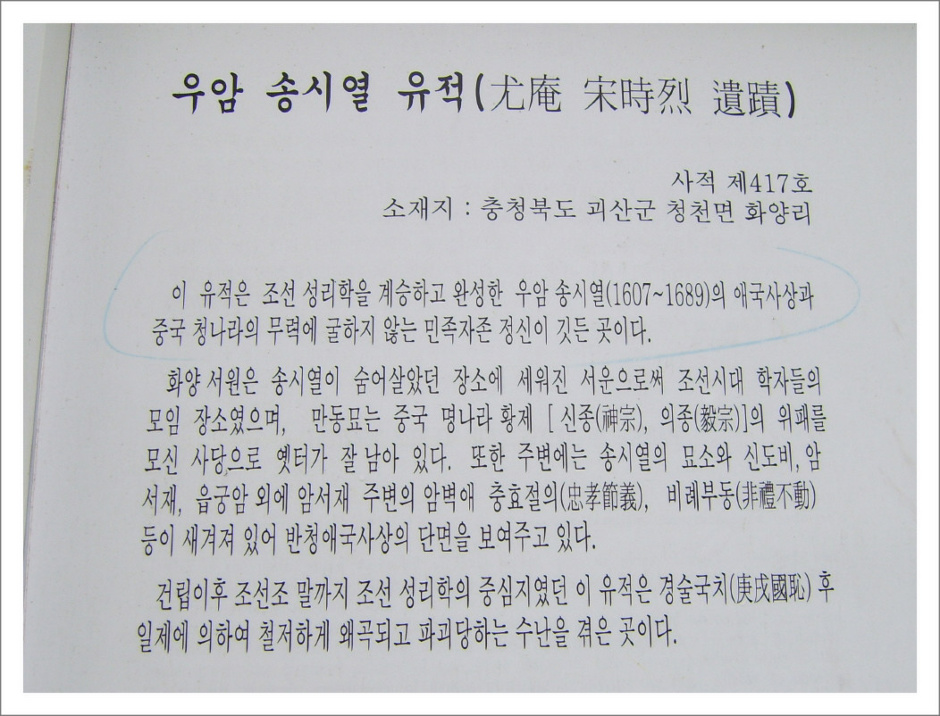 우암 송시열 유적(尤庵 宋時烈 遺蹟)
사적 제417호
소재지 : 충청북도 괴산군 청천면 화양리
이 유적은 조선 성리학을 계승하고 완성한 우암 송시열(1607~1689)의 애국사상과
중국 청나라의 무력에 굴하지 않는 민족자존 정신이 깃든 곳이다.
화양 서원은 송시열이 숨어살았던 장소에 세워진 서운으로써 조선시대 학자들의
모임 장소였으며, 만동묘는 중국 명나라 황제 [ 신종(神宗), 의종(毅宗)]의 위패를
모신 사당으로 옛터가 잘 남아 있다. 또한 주변에는 송시열의 묘소와 신도비, 암
서재, 읍궁암 외에 암서재 주변의 암벽애 충효절의(忠孝節義), 비례부동(非禮不動)
등이 새겨져 있어 반청애국사상의 단면을 보여주고 있다.
건립이후 조선조 말까지 조선 성리학의 중심지였던 이 유적은 경술국치(庚戌國恥) 후
일제에 의하여 철저하게 왜곡되고 파괴당하는 수난을 겪은 곳이다.